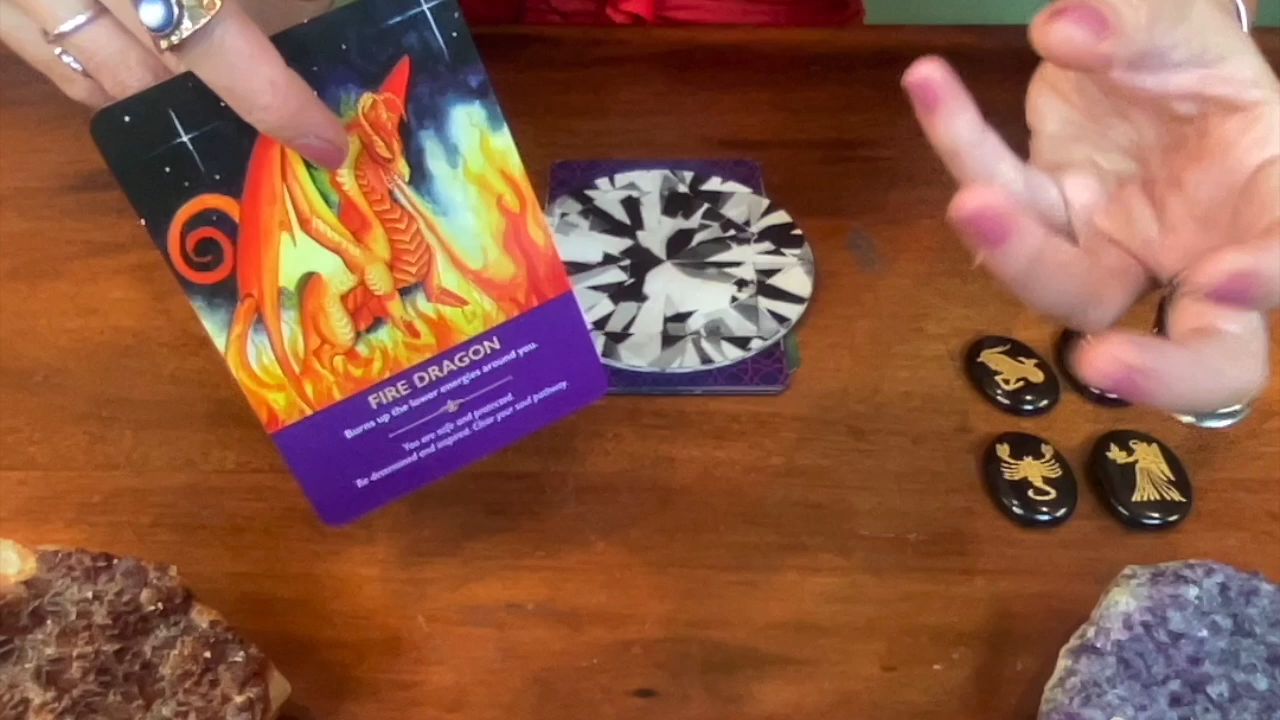 FIRE DRAGON
Burns up the lower energies around you.
You are safe and protected.
Be determined and inspired. Clear your soul pathway.